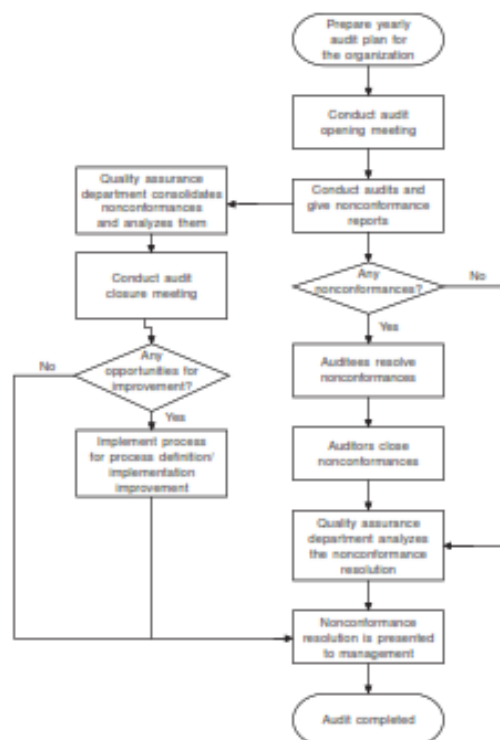 Prepare yearly
audit plan for
the organization
Conduct audit
opening meeting
Quality assurance
department consolidates
nonconformances
and analyzes them
Conduct audits and
give nonconformance
reports
Conduct audit
closure meeting
Any
nonconformances?
No
Yes
Any
opportunities for
improvement?
No
Yes
Auditees resolve
nonconformances
Implement process
for process definition/
implementation
improvement
Auditors close
nonconformances
Quality assurance
department analyzes
the nonconformance
resolution
Nonconformance
resolution is presented
to management
Audit completed